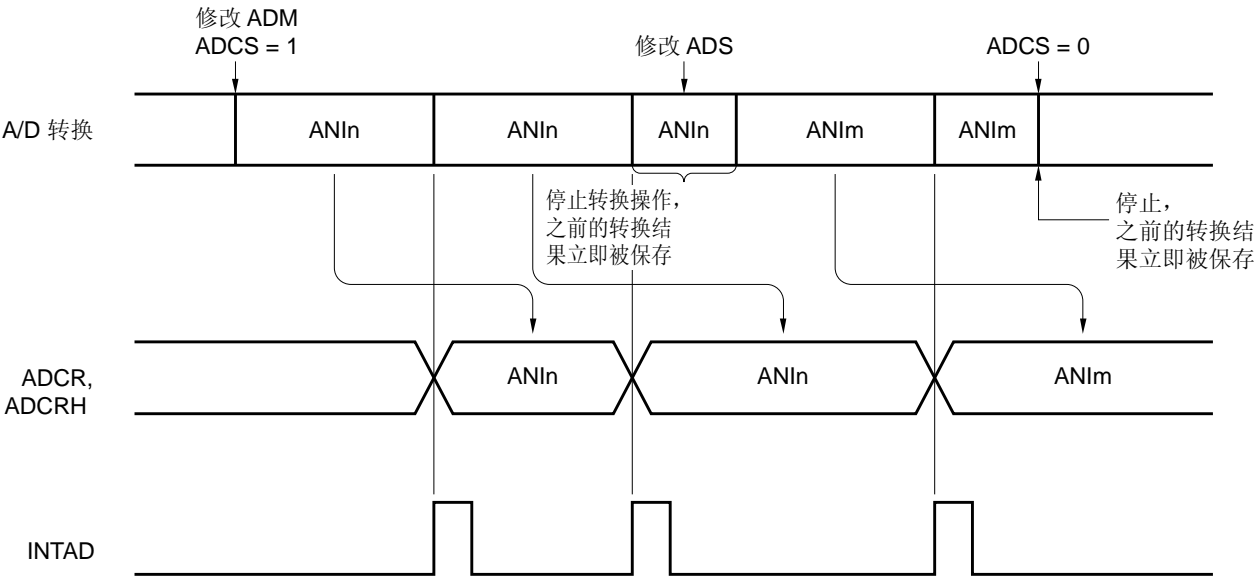 修改 ADM
ADCS = 1
修改 ADS
ADCS = 0
A/D 转换
ANIn
ANIn
ANIn
ANIm
ANIm
停止转换操作，
之前的转换结
果立即被保存
停止，
之前的转换结
果立即被保存
ADCR,
ADCRH
ANIn
ANIn
ANIm
INTAD